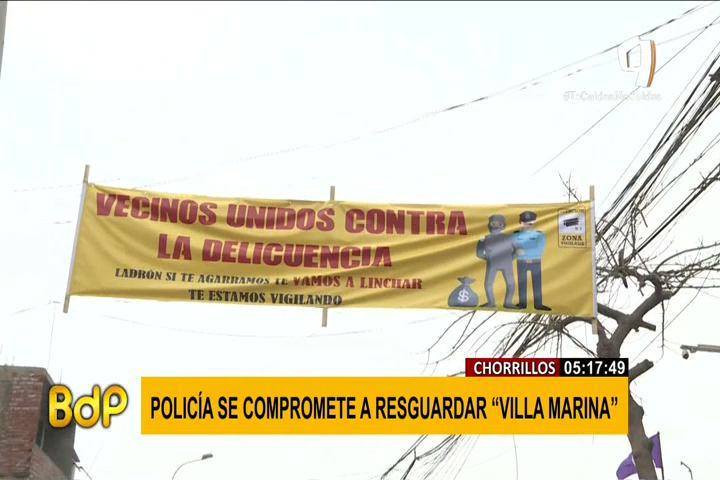 #TeCuidasMeCuidas
VECINOS UNIDOS CONTRA
LA DELICUENCIA
LADRÓN SI TE AGARRAMOS TE VAMOS A LINCHAR
TE ESTAMOS VIGILANDO
ZONA
VIGILADA
$
CHORRILLOS 05:17:49
BdP
POLICÍA SE COMPROMETE A RESGUARDAR “VILLA MARINA”